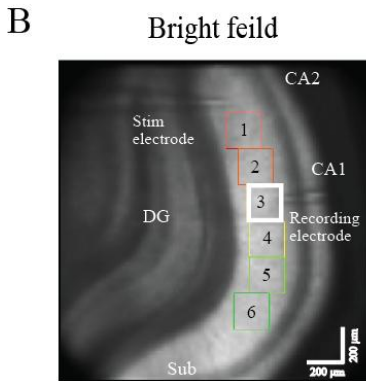 B
Bright feild
CA2
Stim
electrode
1
2
CA1
3
DG
Recording
electrode
4
5
6
Sub
200 µm
200 µm